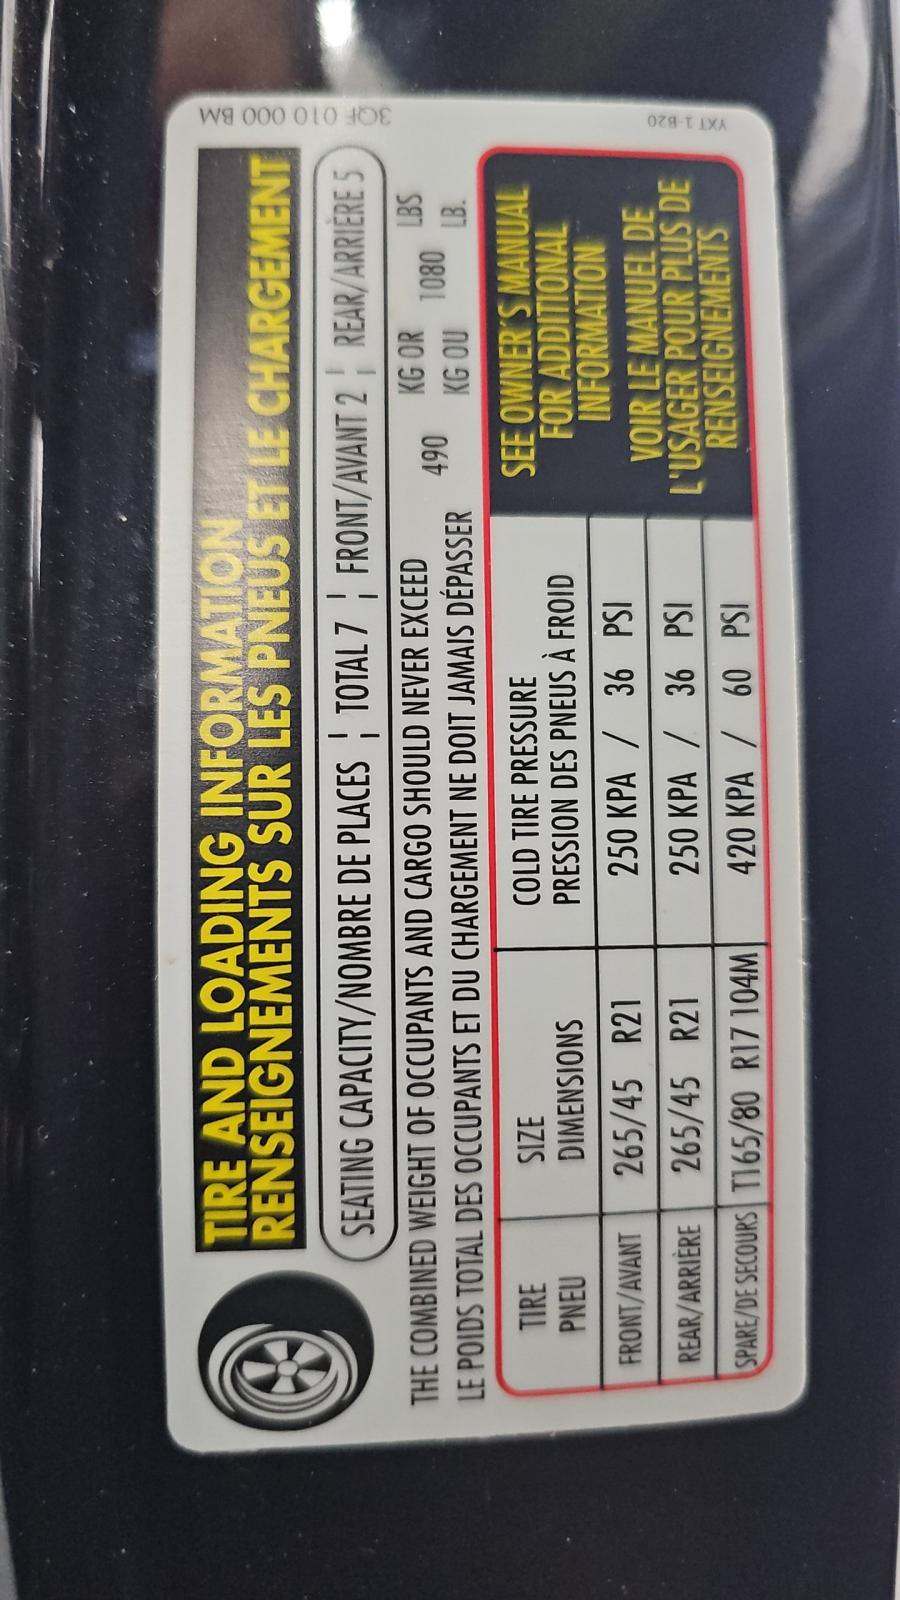 3QF 010 000 BM
TIRE AND LOADING INFORMATION
RENSEIGNEMENTS SUR LES PNEUS ET LE CHARGEMENT
SEATING CAPACITY/NOMBRE DE PLACES ¦ TOTAL 7 ¦ FRONT/AVANT 2 ¦ REAR/ARRIÈRE 5
THE COMBINED WEIGHT OF OCCUPANTS AND CARGO SHOULD NEVER EXCEED 490 KG OR 1080 LBS
LE POIDS TOTAL DES OCCUPANTS ET DU CHARGEMENT NE DOIT JAMAIS DÉPASSER KG OU LB.
TIRE SIZE COLD TIRE PRESSURE
PNEU DIMENSIONS PRESSION DES PNEUS À FROID
FRONT/AVANT 265/45 R21 250 KPA / 36 PSI
REAR/ARRIÈRE 265/45 R21 250 KPA / 36 PSI
SPARE/DE SECOURS T165/80 R17 104M 420 KPA / 60 PSI
SEE OWNER'S MANUAL
FOR ADDITIONAL
INFORMATION
VOIR LE MANUEL DE
L'USAGER POUR PLUS DE
RENSEIGNEMENTS
YXT 1-B20